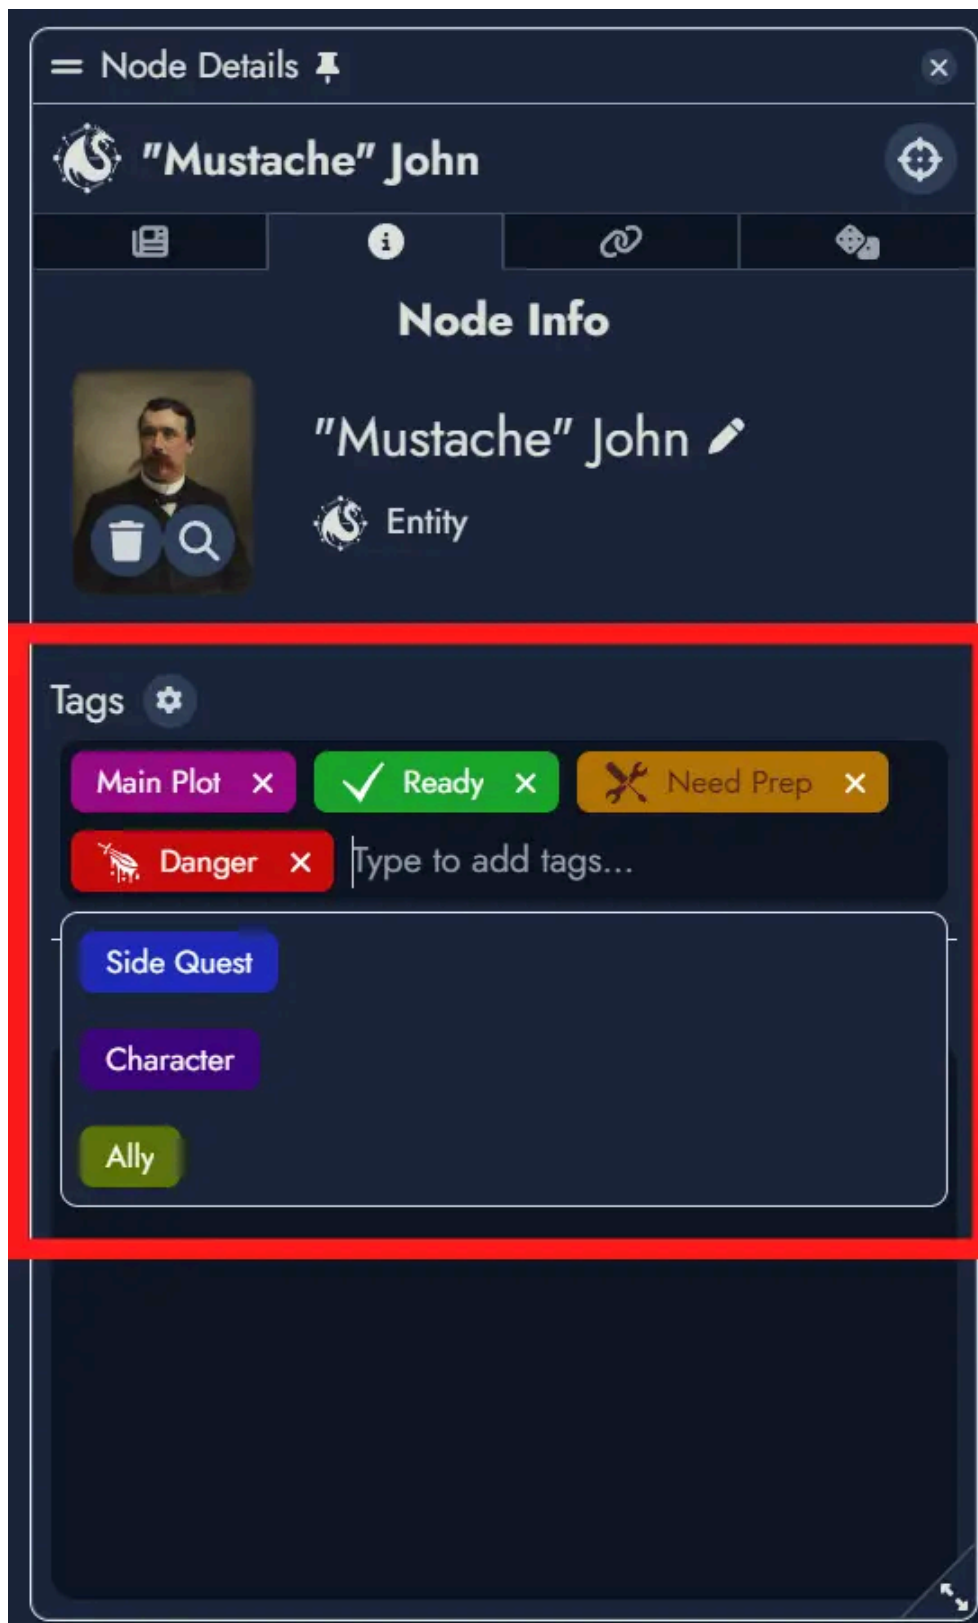 Node Details
"Mustache" John
Node Info
"Mustache" John
Entity
Tags
Main Plot Ready Need Prep
Danger Type to add tags...
Side Quest
Character
Ally